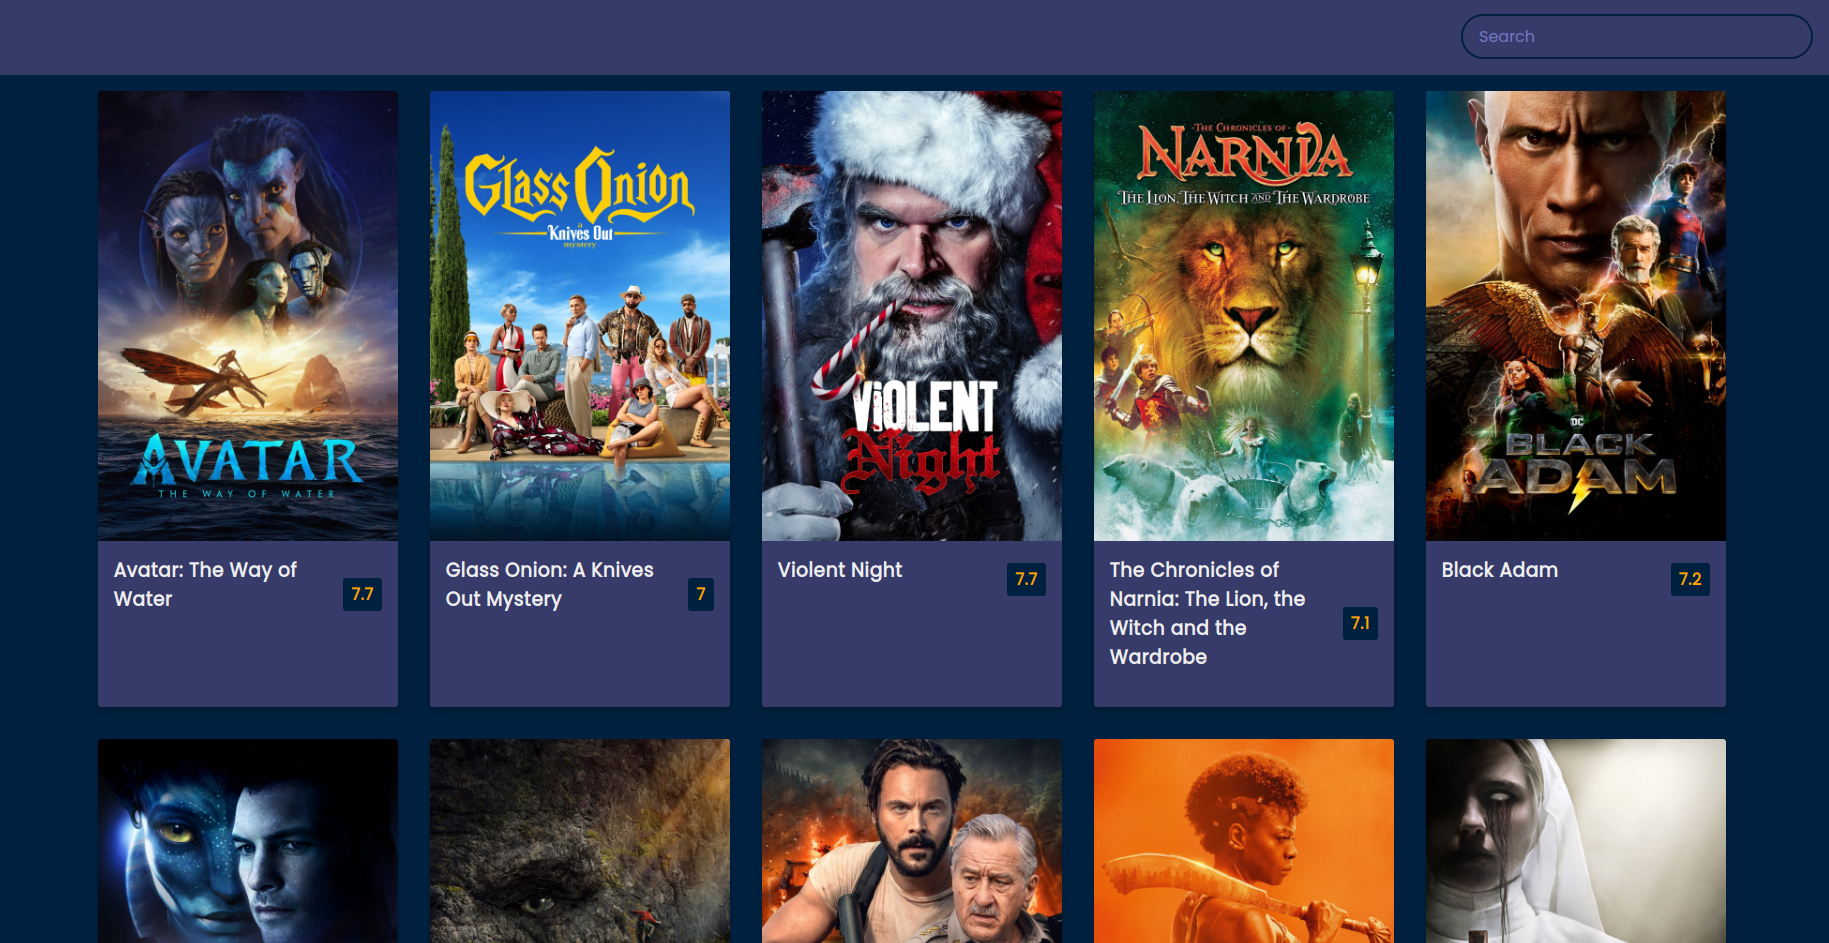 Search
AVATAR
THE WAY OF WATER
Glass Onion
a
Knives Out
mystery
VIOLENT
Night
THE CHRONICLES OF
NARNIA
THE LION, THE WITCH AND THE WARDROBE
DC
BLACK
ADAM
Avatar: The Way of
Water
7.7
Glass Onion: A Knives
Out Mystery
7
Violent Night
7.7
The Chronicles of
Narnia: The Lion, the
Witch and the
Wardrobe
7.1
Black Adam
7.2